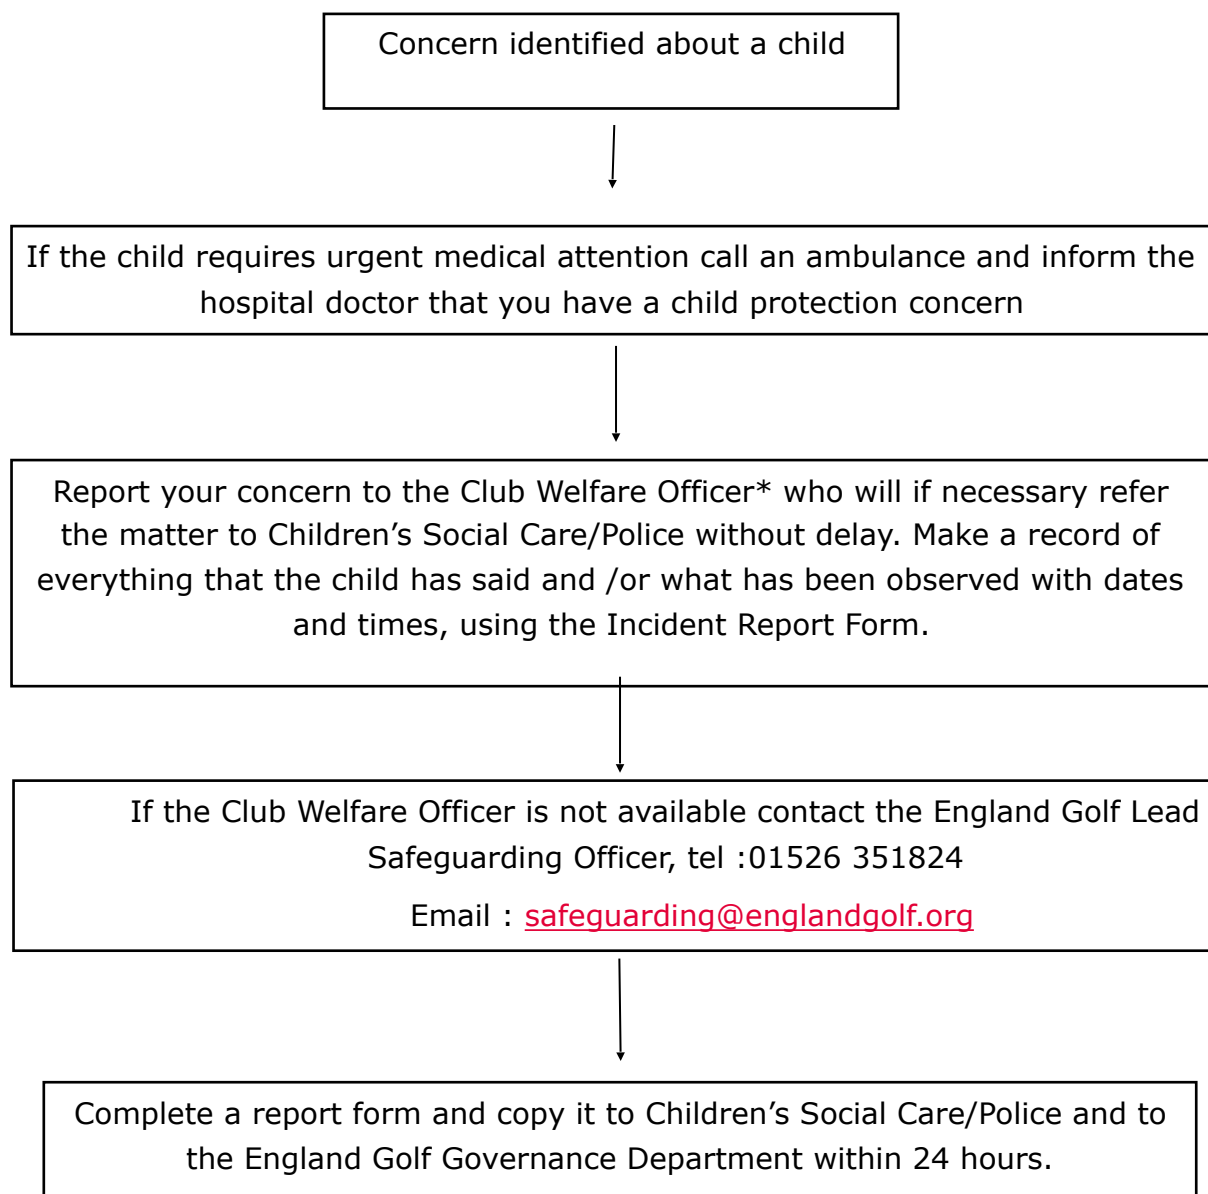 Concern identified about a child
If the child requires urgent medical attention call an ambulance and inform the
hospital doctor that you have a child protection concern
Report your concern to the Club Welfare Officer* who will if necessary refer
the matter to Children’s Social Care/Police without delay. Make a record of
everything that the child has said and /or what has been observed with dates
and times, using the Incident Report Form.
If the Club Welfare Officer is not available contact the England Golf Lead
Safeguarding Officer, tel :01526 351824
Email : safeguarding@englandgolf.org
Complete a report form and copy it to Children’s Social Care/Police and to
the England Golf Governance Department within 24 hours.